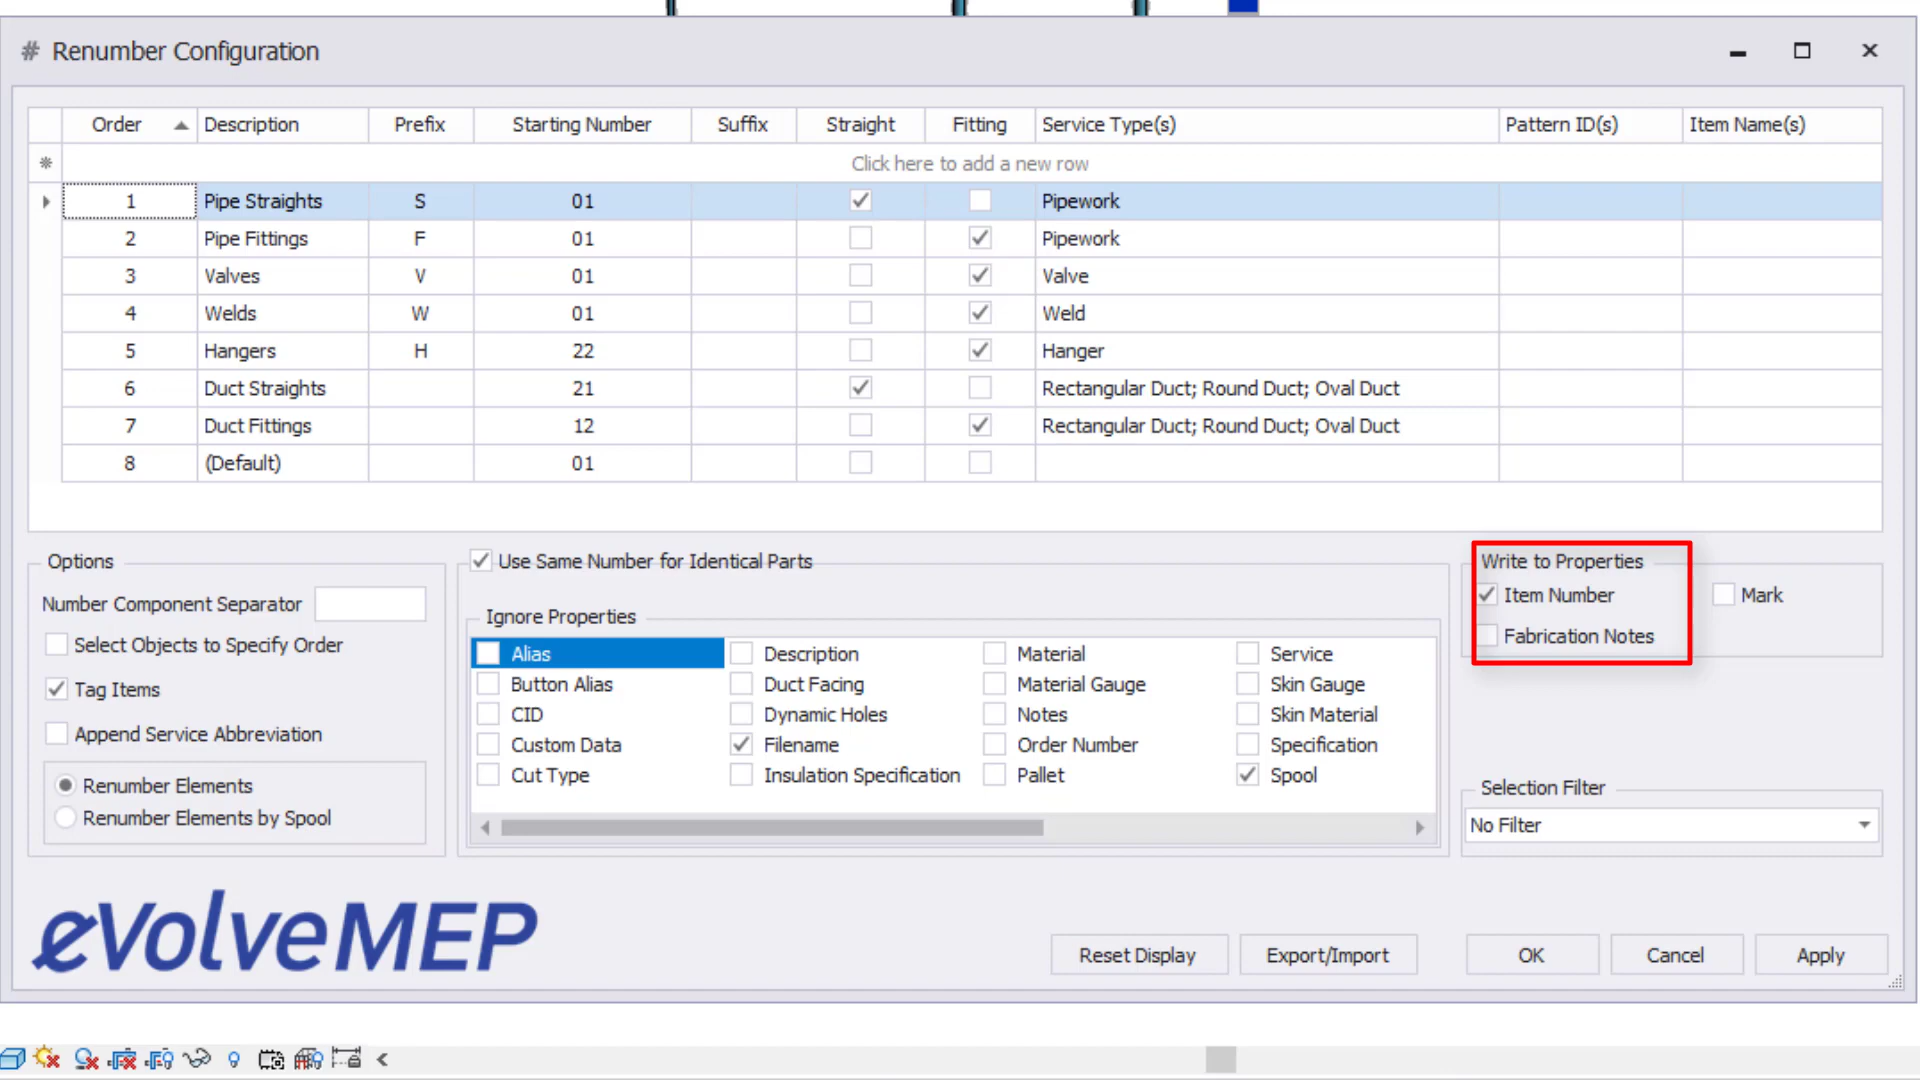 # Renumber Configuration
Order Description Prefix Starting Number Suffix Straight Fitting Service Type(s) Pattern ID(s) Item Name(s)
Click here to add a new row
1 Pipe Straights S 01 Pipework
2 Pipe Fittings F 01 Pipework
3 Valves V 01 Valve
4 Welds W 01 Weld
5 Hangers H 22 Hanger
6 Duct Straights 21 Rectangular Duct; Round Duct; Oval Duct
7 Duct Fittings 12 Rectangular Duct; Round Duct; Oval Duct
8 (Default) 01
Options
Number Component Separator
Select Objects to Specify Order
Tag Items
Append Service Abbreviation
Renumber Elements
Renumber Elements by Spool
Use Same Number for Identical Parts
Ignore Properties
Alias Description Material Service
Button Alias Duct Facing Material Gauge Skin Gauge
CID Dynamic Holes Notes Skin Material
Custom Data Filename Order Number Specification
Cut Type Insulation Specification Pallet Spool
Write to Properties
Item Number Mark
Fabrication Notes
Selection Filter
No Filter
eVolveMEP
Reset Display Export/Import OK Cancel Apply